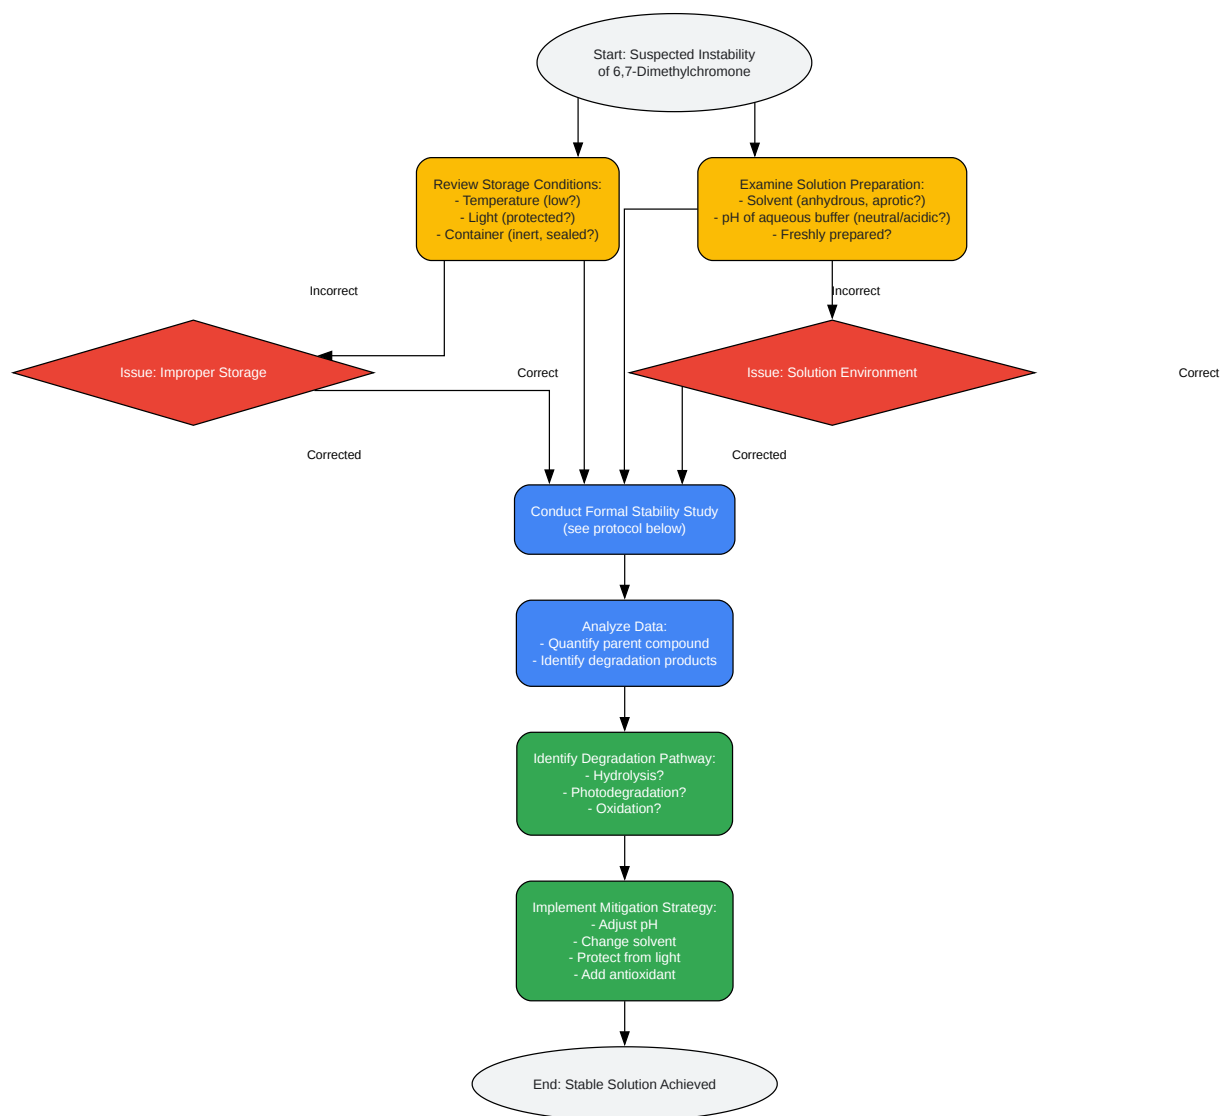 Start: Suspected Instability
of 6,7-Dimethylchromone
Review Storage Conditions:
- Temperature (low?)
- Light (protected?)
- Container (inert, sealed?)
Examine Solution Preparation:
- Solvent (anhydrous, aprotic?)
- pH of aqueous buffer (neutral/acidic?)
- Freshly prepared?
Incorrect
Incorrect
Issue: Improper Storage
Correct
Issue: Solution Environment
Correct
Corrected
Corrected
Conduct Formal Stability Study
(see protocol below)
Analyze Data:
- Quantify parent compound
- Identify degradation products
Identify Degradation Pathway:
- Hydrolysis?
- Photodegradation?
- Oxidation?
Implement Mitigation Strategy:
- Adjust pH
- Change solvent
- Protect from light
- Add antioxidant
End: Stable Solution Achieved